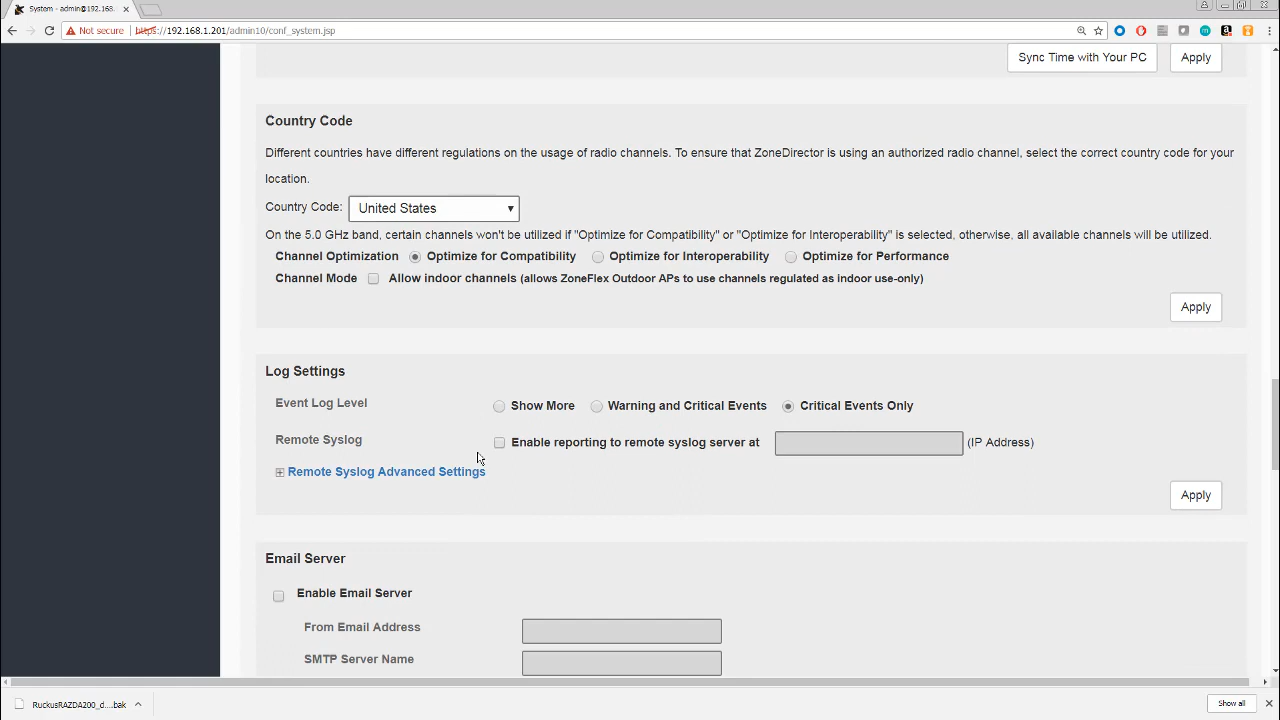 System - admin@192.168.
Not secure https://192.168.1.201/admin10/conf_system.jsp
Sync Time with Your PC Apply
Country Code
Different countries have different regulations on the usage of radio channels. To ensure that ZoneDirector is using an authorized radio channel, select the correct country code for your
location.
Country Code: United States
On the 5.0 GHz band, certain channels won't be utilized if "Optimize for Compatibility" or "Optimize for Interoperability" is selected, otherwise, all available channels will be utilized.
Channel Optimization Optimize for Compatibility Optimize for Interoperability Optimize for Performance
Channel Mode Allow indoor channels (allows ZoneFlex Outdoor APs to use channels regulated as indoor use-only)
Apply
Log Settings
Event Log Level Show More Warning and Critical Events Critical Events Only
Remote Syslog Enable reporting to remote syslog server at (IP Address)
Remote Syslog Advanced Settings
Apply
Email Server
Enable Email Server
From Email Address
SMTP Server Name
RuckusRAZDA200_d....bak Show all